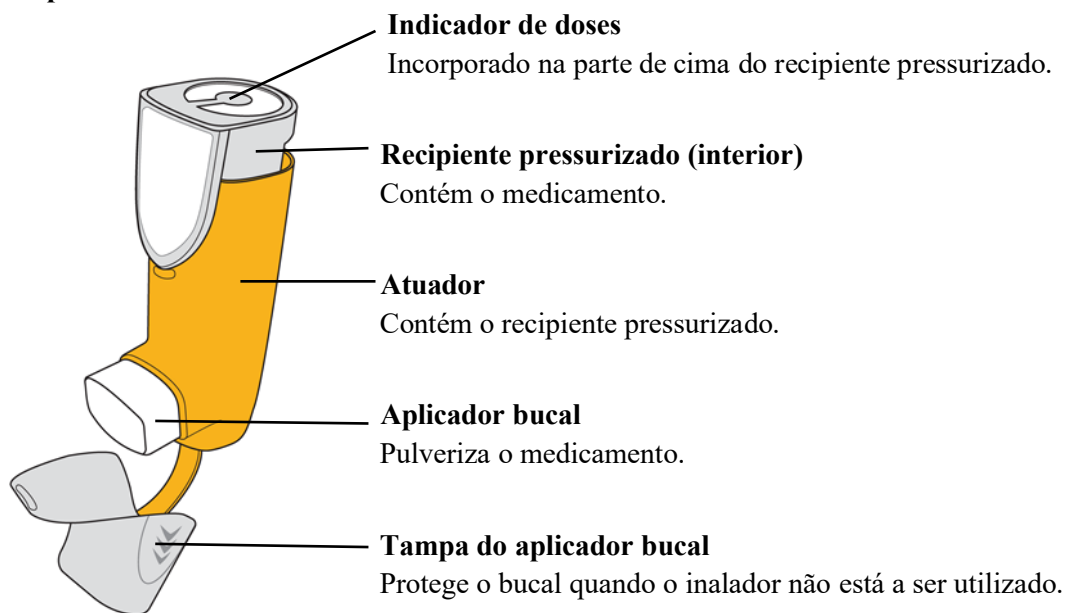 Indicador de doses
Incorporado na parte de cima do recipiente pressurizado.
Recipiente pressurizado (interior)
Contém o medicamento.
Atuador
Contém o recipiente pressurizado.
Aplicador bucal
Pulveriza o medicamento.
Tampa do aplicador bucal
Protege o bucal quando o inalador não está a ser utilizado.